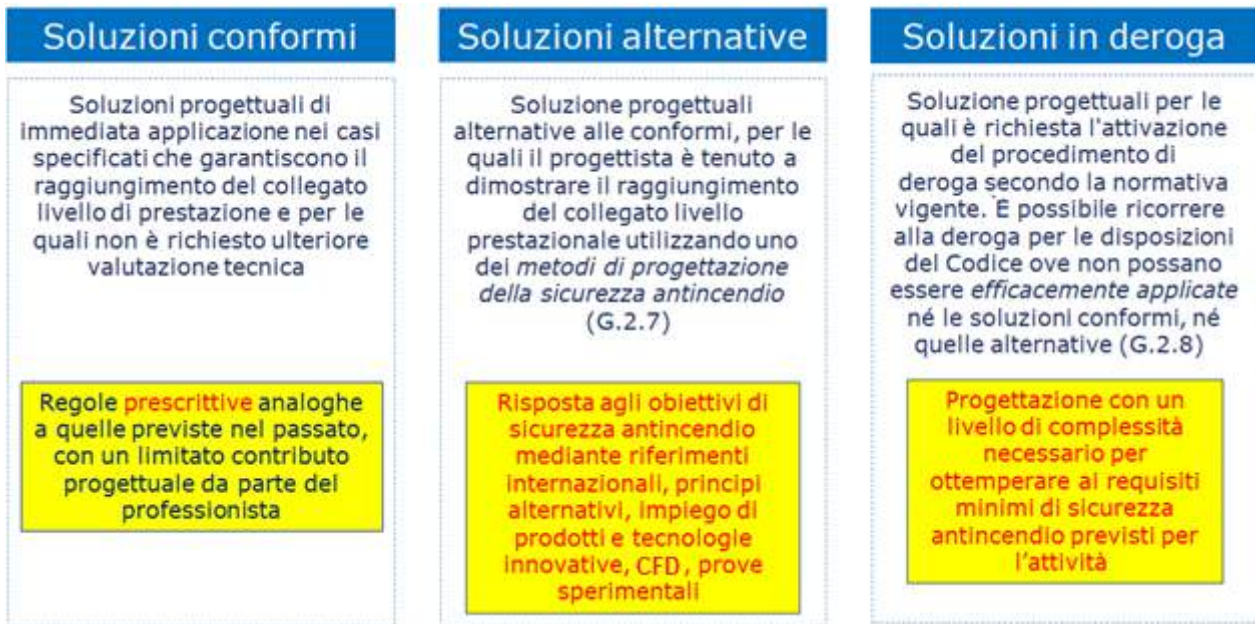 Soluzioni conformi
Soluzioni progettuali di
immediata applicazione nei casi
specificati che garantiscono il
raggiungimento del collegato
livello di prestazione e per le
quali non è richiesto ulteriore
valutazione tecnica
Regole prescrittive analoghe
a quelle previste nel passato,
con un limitato contributo
progettuale da parte del
professionista
Soluzioni alternative
Soluzione progettuali
alternative alle conformi, per le
quali il progettista è tenuto a
dimostrare il raggiungimento
del collegato livello
prestazionale utilizzando uno
dei metodi di progettazione
della sicurezza antincendio
(G.2.7)
Risposta agli obiettivi di
sicurezza antincendio
mediante riferimenti
internazionali, principi
alternativi, impiego di
prodotti e tecnologie
innovative, CFD, prove
sperimentali
Soluzioni in deroga
Soluzione progettuali per le
quali è richiesta l'attivazione
del procedimento di
deroga secondo la normativa
vigente. È possibile ricorrere
alla deroga per le disposizioni
del Codice ove non possano
essere efficacemente applicate
né le soluzioni conformi, né
quelle alternative (G.2.8)
Progettazione con un
livello di complessità
necessario per
ottemperare ai requisiti
minimi di sicurezza
antincendio previsti per
l'attività